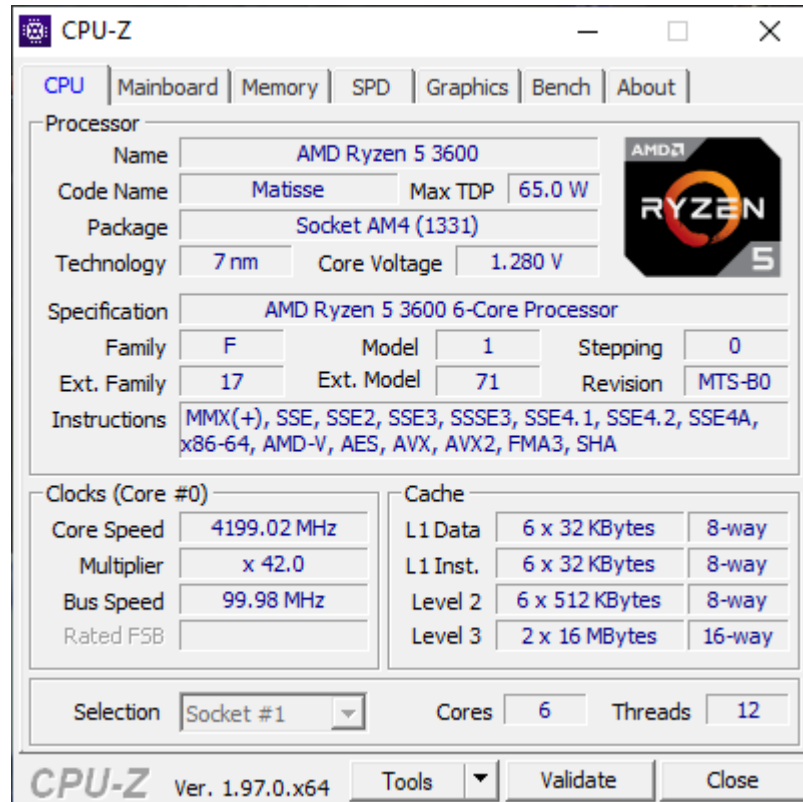 CPU-Z
CPU Mainboard Memory SPD Graphics Bench About
Processor
Name AMD Ryzen 5 3600
Code Name Matisse Max TDP 65.0 W
Package Socket AM4 (1331)
Technology 7 nm Core Voltage 1.280 V
AMD
RYZEN
5
Specification AMD Ryzen 5 3600 6-Core Processor
Family F Model 1 Stepping 0
Ext. Family 17 Ext. Model 71 Revision MTS-B0
Instructions MMX(+), SSE, SSE2, SSE3, SSSE3, SSE4.1, SSE4.2, SSE4A,
x86-64, AMD-V, AES, AVX, AVX2, FMA3, SHA
Clocks (Core #0)
Core Speed 4199.02 MHz
Multiplier x 42.0
Bus Speed 99.98 MHz
Rated FSB
Cache
L1 Data 6 x 32 KBytes 8-way
L1 Inst. 6 x 32 KBytes 8-way
Level 2 6 x 512 KBytes 8-way
Level 3 2 x 16 MBytes 16-way
Selection Socket #1 Cores 6 Threads 12
CPU-Z Ver. 1.97.0.x64 Tools Validate Close